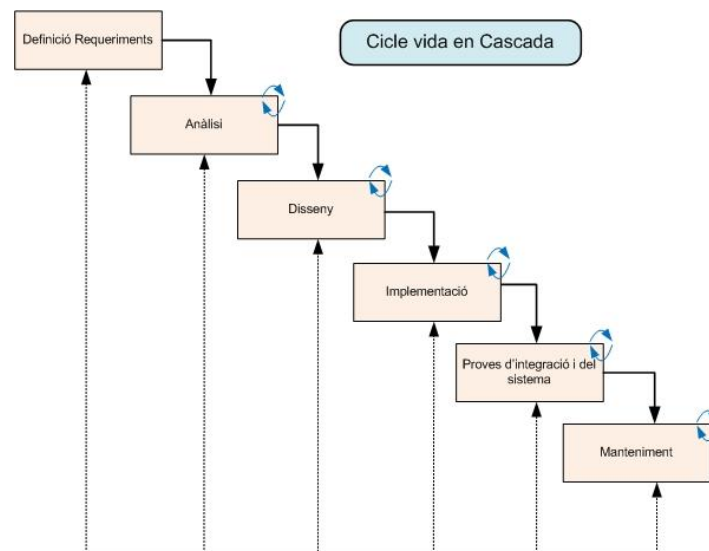 Definició Requeriments
Cicle vida en Cascada
Anàlisi
Disseny
Implementació
Proves d'integració i del
sistema
Manteniment